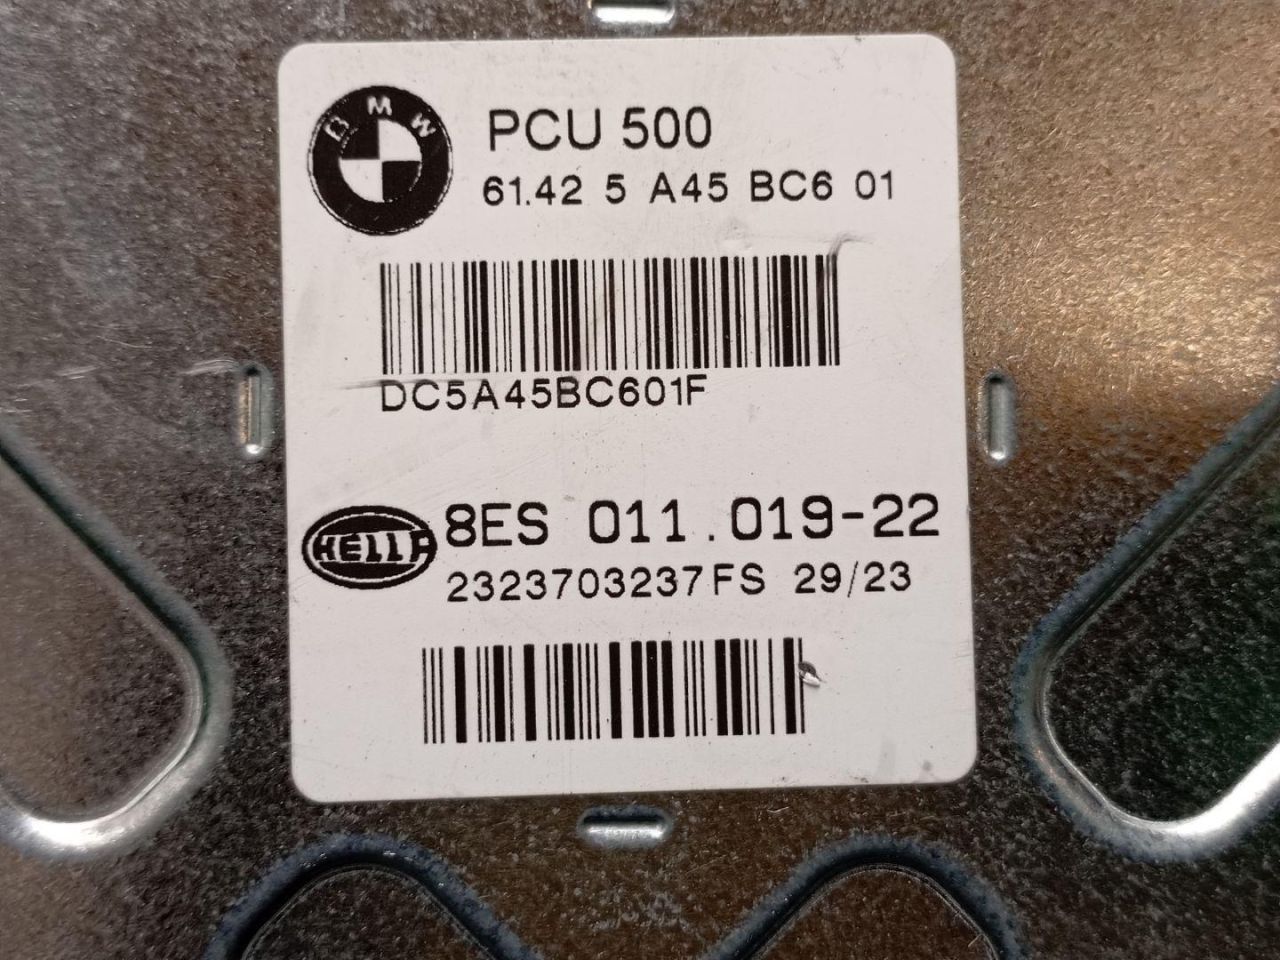 BMW
PCU 500
61.42 5 A45 BC6 01
DC5A45BC601F
HELLA
8ES 011.019-22
2323703237FS 29/23